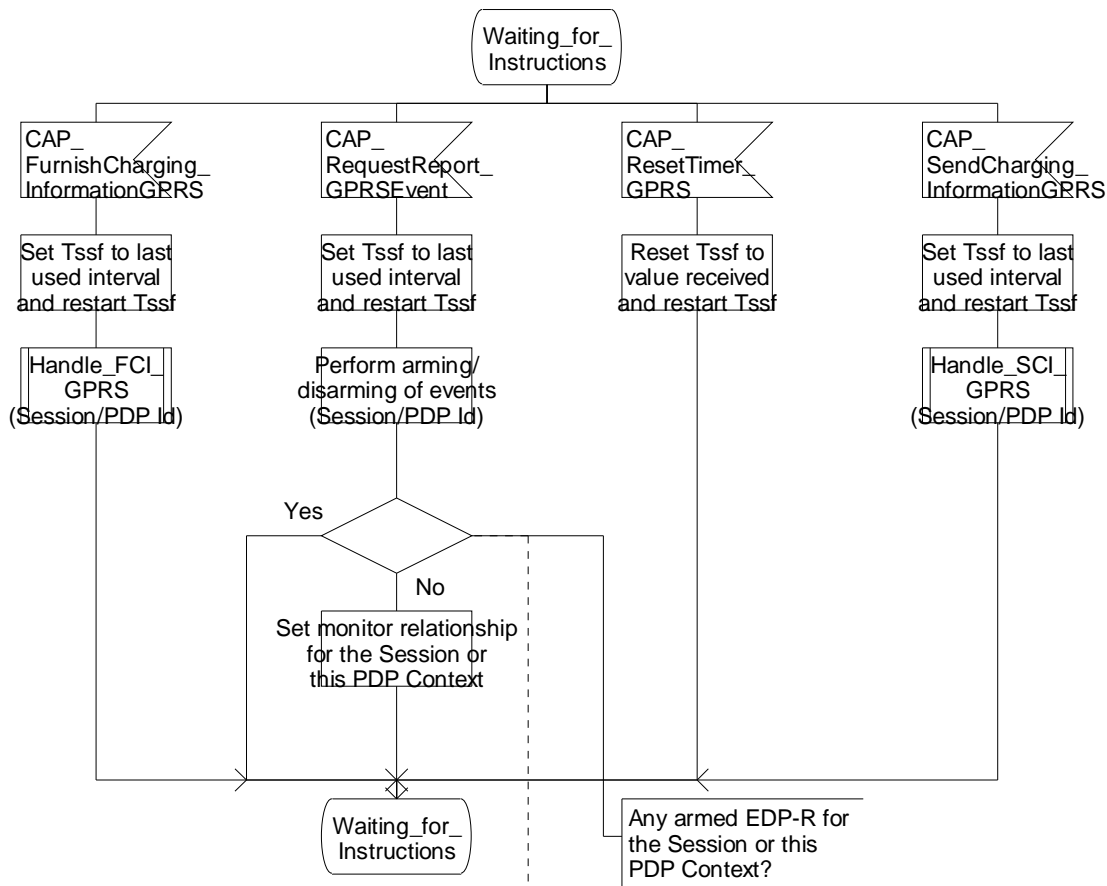 Waiting_for_
Instructions
CAP_
FurnishCharging_
InformationGPRS
CAP_
RequestReport_
GPRSEvent
CAP_
ResetTimer_
GPRS
CAP_
SendCharging_
InformationGPRS
Set Tssf to last
used interval
and restart Tssf
Set Tssf to last
used interval
and restart Tssf
Reset Tssf to
value received
and restart Tssf
Set Tssf to last
used interval
and restart Tssf
Handle_FCI_
GPRS
(Session/PDP Id)
Perform arming/
disarming of events
(Session/PDP Id)
Handle_SCI_
GPRS
(Session/PDP Id)
Yes
No
Set monitor relationship
for the Session or
this PDP Context
Waiting_for_
Instructions
Any armed EDP-R for
the Session or this
PDP Context?